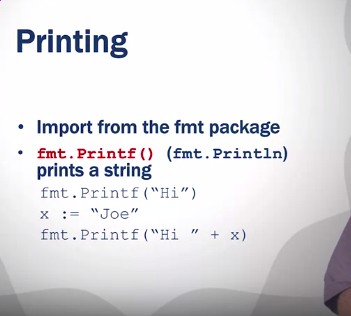 Printing
• Import from the fmt package
• fmt.Printf() (fmt.Println)
prints a string
fmt.Printf(“Hi”)
x := “Joe”
fmt.Printf(“Hi ” + x)